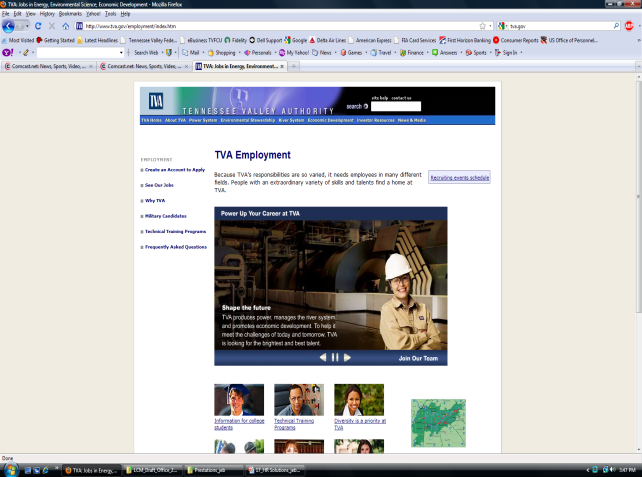 TVA: Jobs in Energy, Environmental Science, Economic Development - Mozilla Firefox
File Edit View History Bookmarks Yahoo! Tools Help
http://www.tva.gov/employment/index.htm
tva.gov
Most Visited Getting Started Latest Headlines Tennessee Valley Fede... eBusiness TVFCU Fidelity Dell Support Google Delta Air Lines American Express FIA Card Services First Horizon Banking Consumer Reports US Office of Personnel...
Search Web Mail Shopping Personals My Yahoo! News Games Travel Finance Answers Sports Sign In
Comcast.net: News, Sports, Video, ... Comcast.net: News, Sports, Video, ... TVA: Jobs in Energy, Environment...
site help contact us
TVA
TENNESSEE VALLEY AUTHORITY
search
TVA Home About TVA Power System Environmental Stewardship River System Economic Development Investor Resources News & Media
EMPLOYMENT
Create an Account to Apply
See Our Jobs
Why TVA
Military Candidates
Technical Training Programs
Frequently Asked Questions
TVA Employment
Because TVA's responsibilities are so varied, it needs employees in many different
fields. People with an extraordinary variety of skills and talents find a home at
TVA.
Recruiting events schedule
Power Up Your Career at TVA
Shape the future
TVA produces power, manages the river system,
and promotes economic development. To help it
meet the challenges of today and tomorrow, TVA
is looking for the brightest and best talent.
Join Our Team
Information for college
students
Technical Training
Programs
Diversity is a priority at
TVA
Done
TVA: Jobs in Energy,... LCM_Draft_Office_2... Prestations_jeb 17_HR Solutions_jeb...
3:47 PM